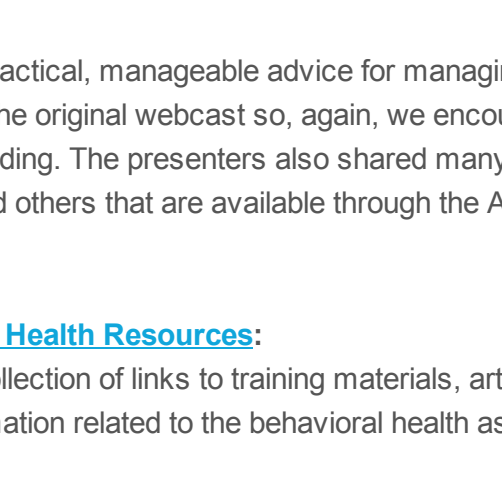 actical, manageable advice for managi
he original webcast so, again, we enco
ding. The presenters also shared many
d others that are available through the A
Health Resources:
llection of links to training materials, art
ation related to the behavioral health as